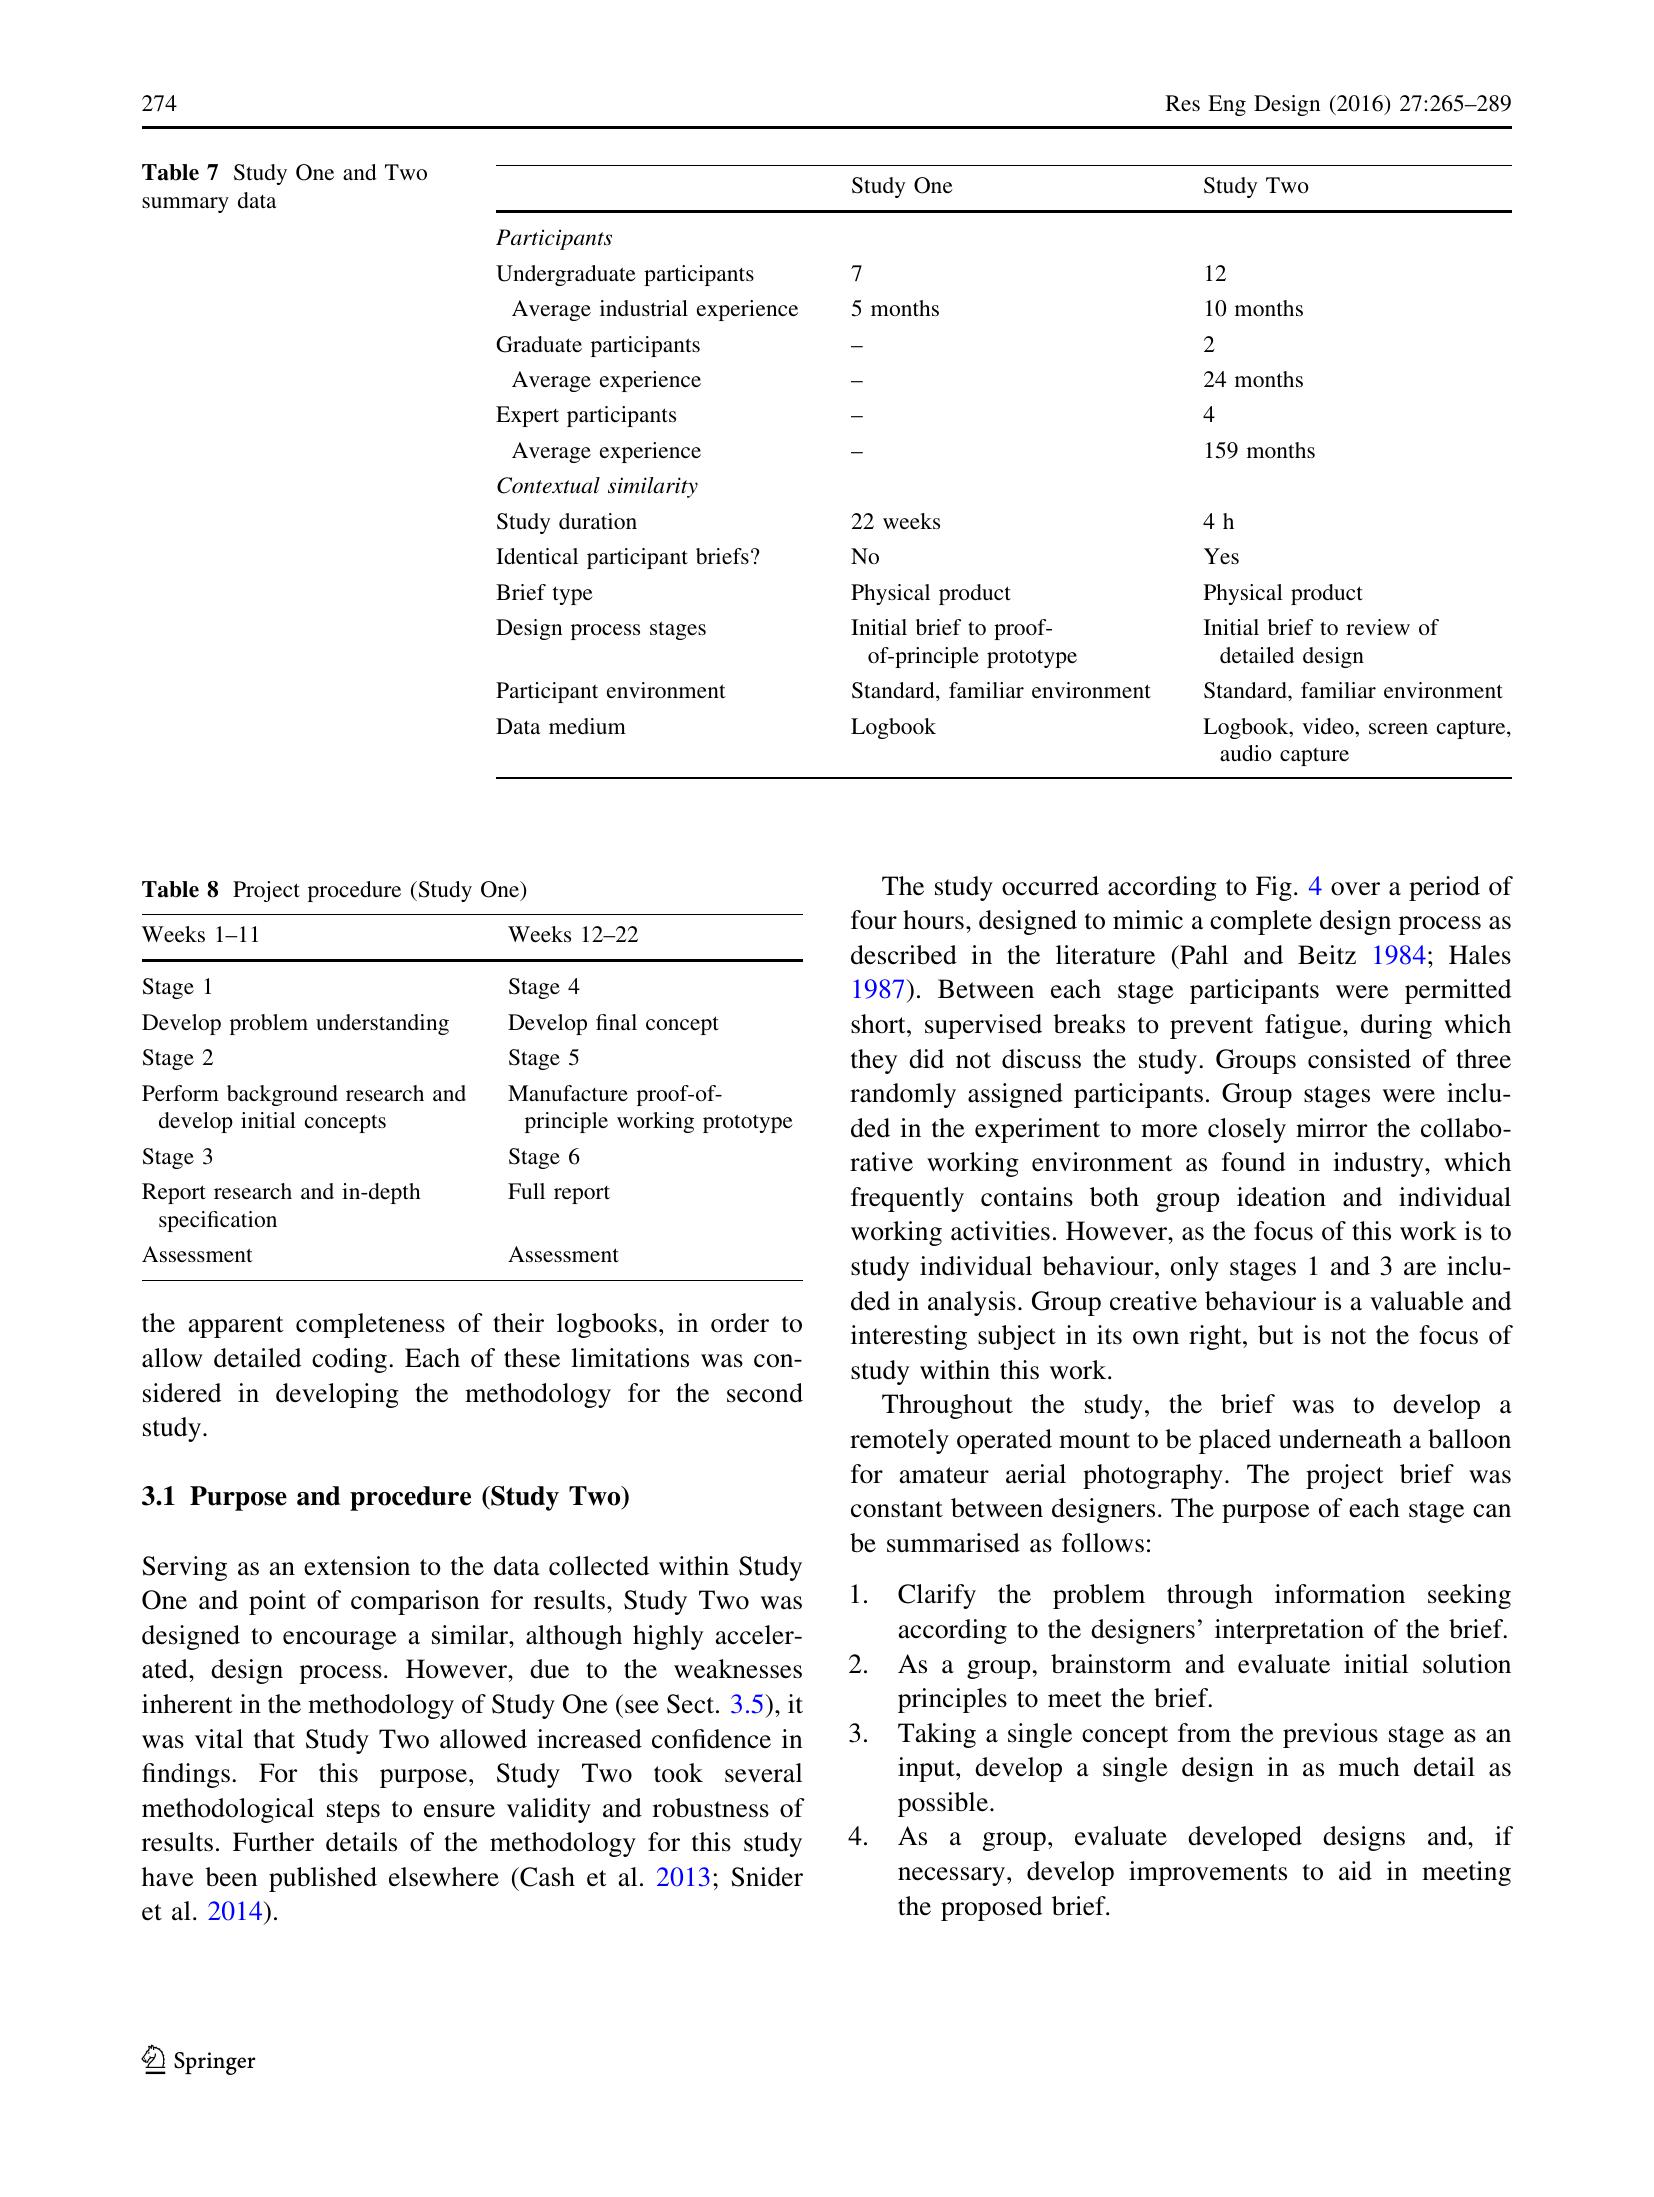 274
Res Eng Design (2016) 27:265–289
Table 7 Study One and Two
summary data
Study One Study Two
Participants
Undergraduate participants 7 12
Average industrial experience 5 months 10 months
Graduate participants – 2
Average experience – 24 months
Expert participants – 4
Average experience – 159 months
Contextual similarity
Study duration 22 weeks 4 h
Identical participant briefs? No Yes
Brief type Physical product Physical product
Design process stages Initial brief to proof- Initial brief to review of
of-principle prototype detailed design
Participant environment Standard, familiar environment Standard, familiar environment
Data medium Logbook Logbook, video, screen capture,
audio capture
Table 8 Project procedure (Study One)
Weeks 1–11 Weeks 12–22
Stage 1 Stage 4
Develop problem understanding Develop final concept
Stage 2 Stage 5
Perform background research and Manufacture proof-of-
develop initial concepts principle working prototype
Stage 3 Stage 6
Report research and in-depth Full report
specification
Assessment Assessment
the apparent completeness of their logbooks, in order to
allow detailed coding. Each of these limitations was con-
sidered in developing the methodology for the second
study.
3.1 Purpose and procedure (Study Two)
Serving as an extension to the data collected within Study
One and point of comparison for results, Study Two was
designed to encourage a similar, although highly acceler-
ated, design process. However, due to the weaknesses
inherent in the methodology of Study One (see Sect. 3.5), it
was vital that Study Two allowed increased confidence in
findings. For this purpose, Study Two took several
methodological steps to ensure validity and robustness of
results. Further details of the methodology for this study
have been published elsewhere (Cash et al. 2013; Snider
et al. 2014).
The study occurred according to Fig. 4 over a period of
four hours, designed to mimic a complete design process as
described in the literature (Pahl and Beitz 1984; Hales
1987). Between each stage participants were permitted
short, supervised breaks to prevent fatigue, during which
they did not discuss the study. Groups consisted of three
randomly assigned participants. Group stages were inclu-
ded in the experiment to more closely mirror the collabo-
rative working environment as found in industry, which
frequently contains both group ideation and individual
working activities. However, as the focus of this work is to
study individual behaviour, only stages 1 and 3 are inclu-
ded in analysis. Group creative behaviour is a valuable and
interesting subject in its own right, but is not the focus of
study within this work.
Throughout the study, the brief was to develop a
remotely operated mount to be placed underneath a balloon
for amateur aerial photography. The project brief was
constant between designers. The purpose of each stage can
be summarised as follows:
1. Clarify the problem through information seeking
according to the designers’ interpretation of the brief.
2. As a group, brainstorm and evaluate initial solution
principles to meet the brief.
3. Taking a single concept from the previous stage as an
input, develop a single design in as much detail as
possible.
4. As a group, evaluate developed designs and, if
necessary, develop improvements to aid in meeting
the proposed brief.
Springer